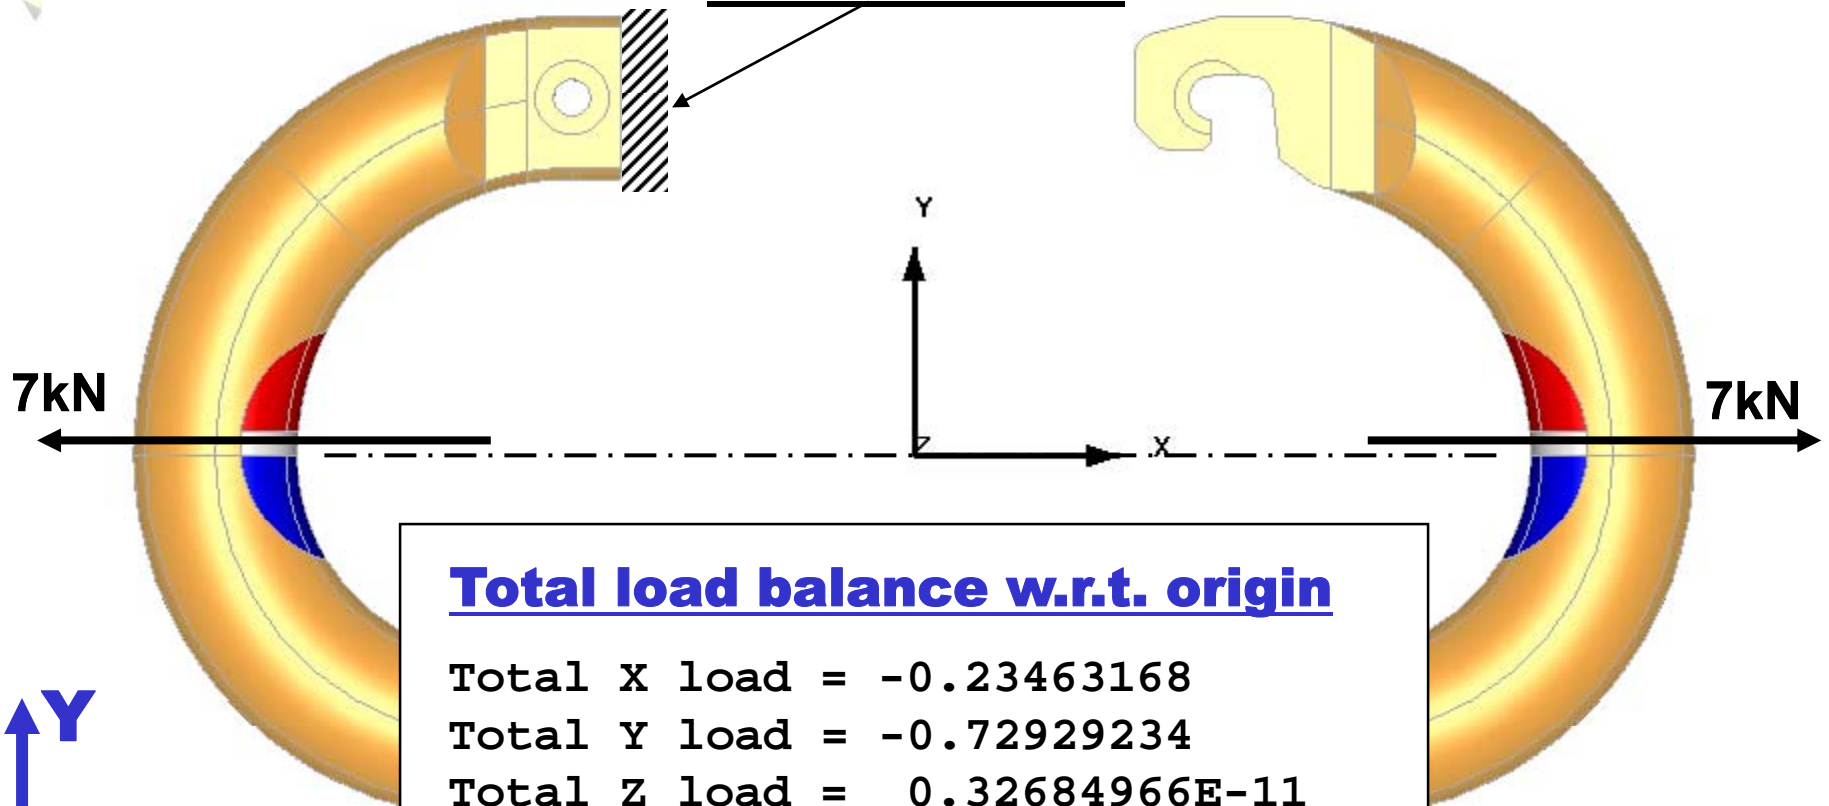 Y
7kN
7kN
Z
X
Total load balance w.r.t. origin
Total X load = -0.23463168
Total Y load = -0.72929234
Total Z load = 0.32684966E-11
Y